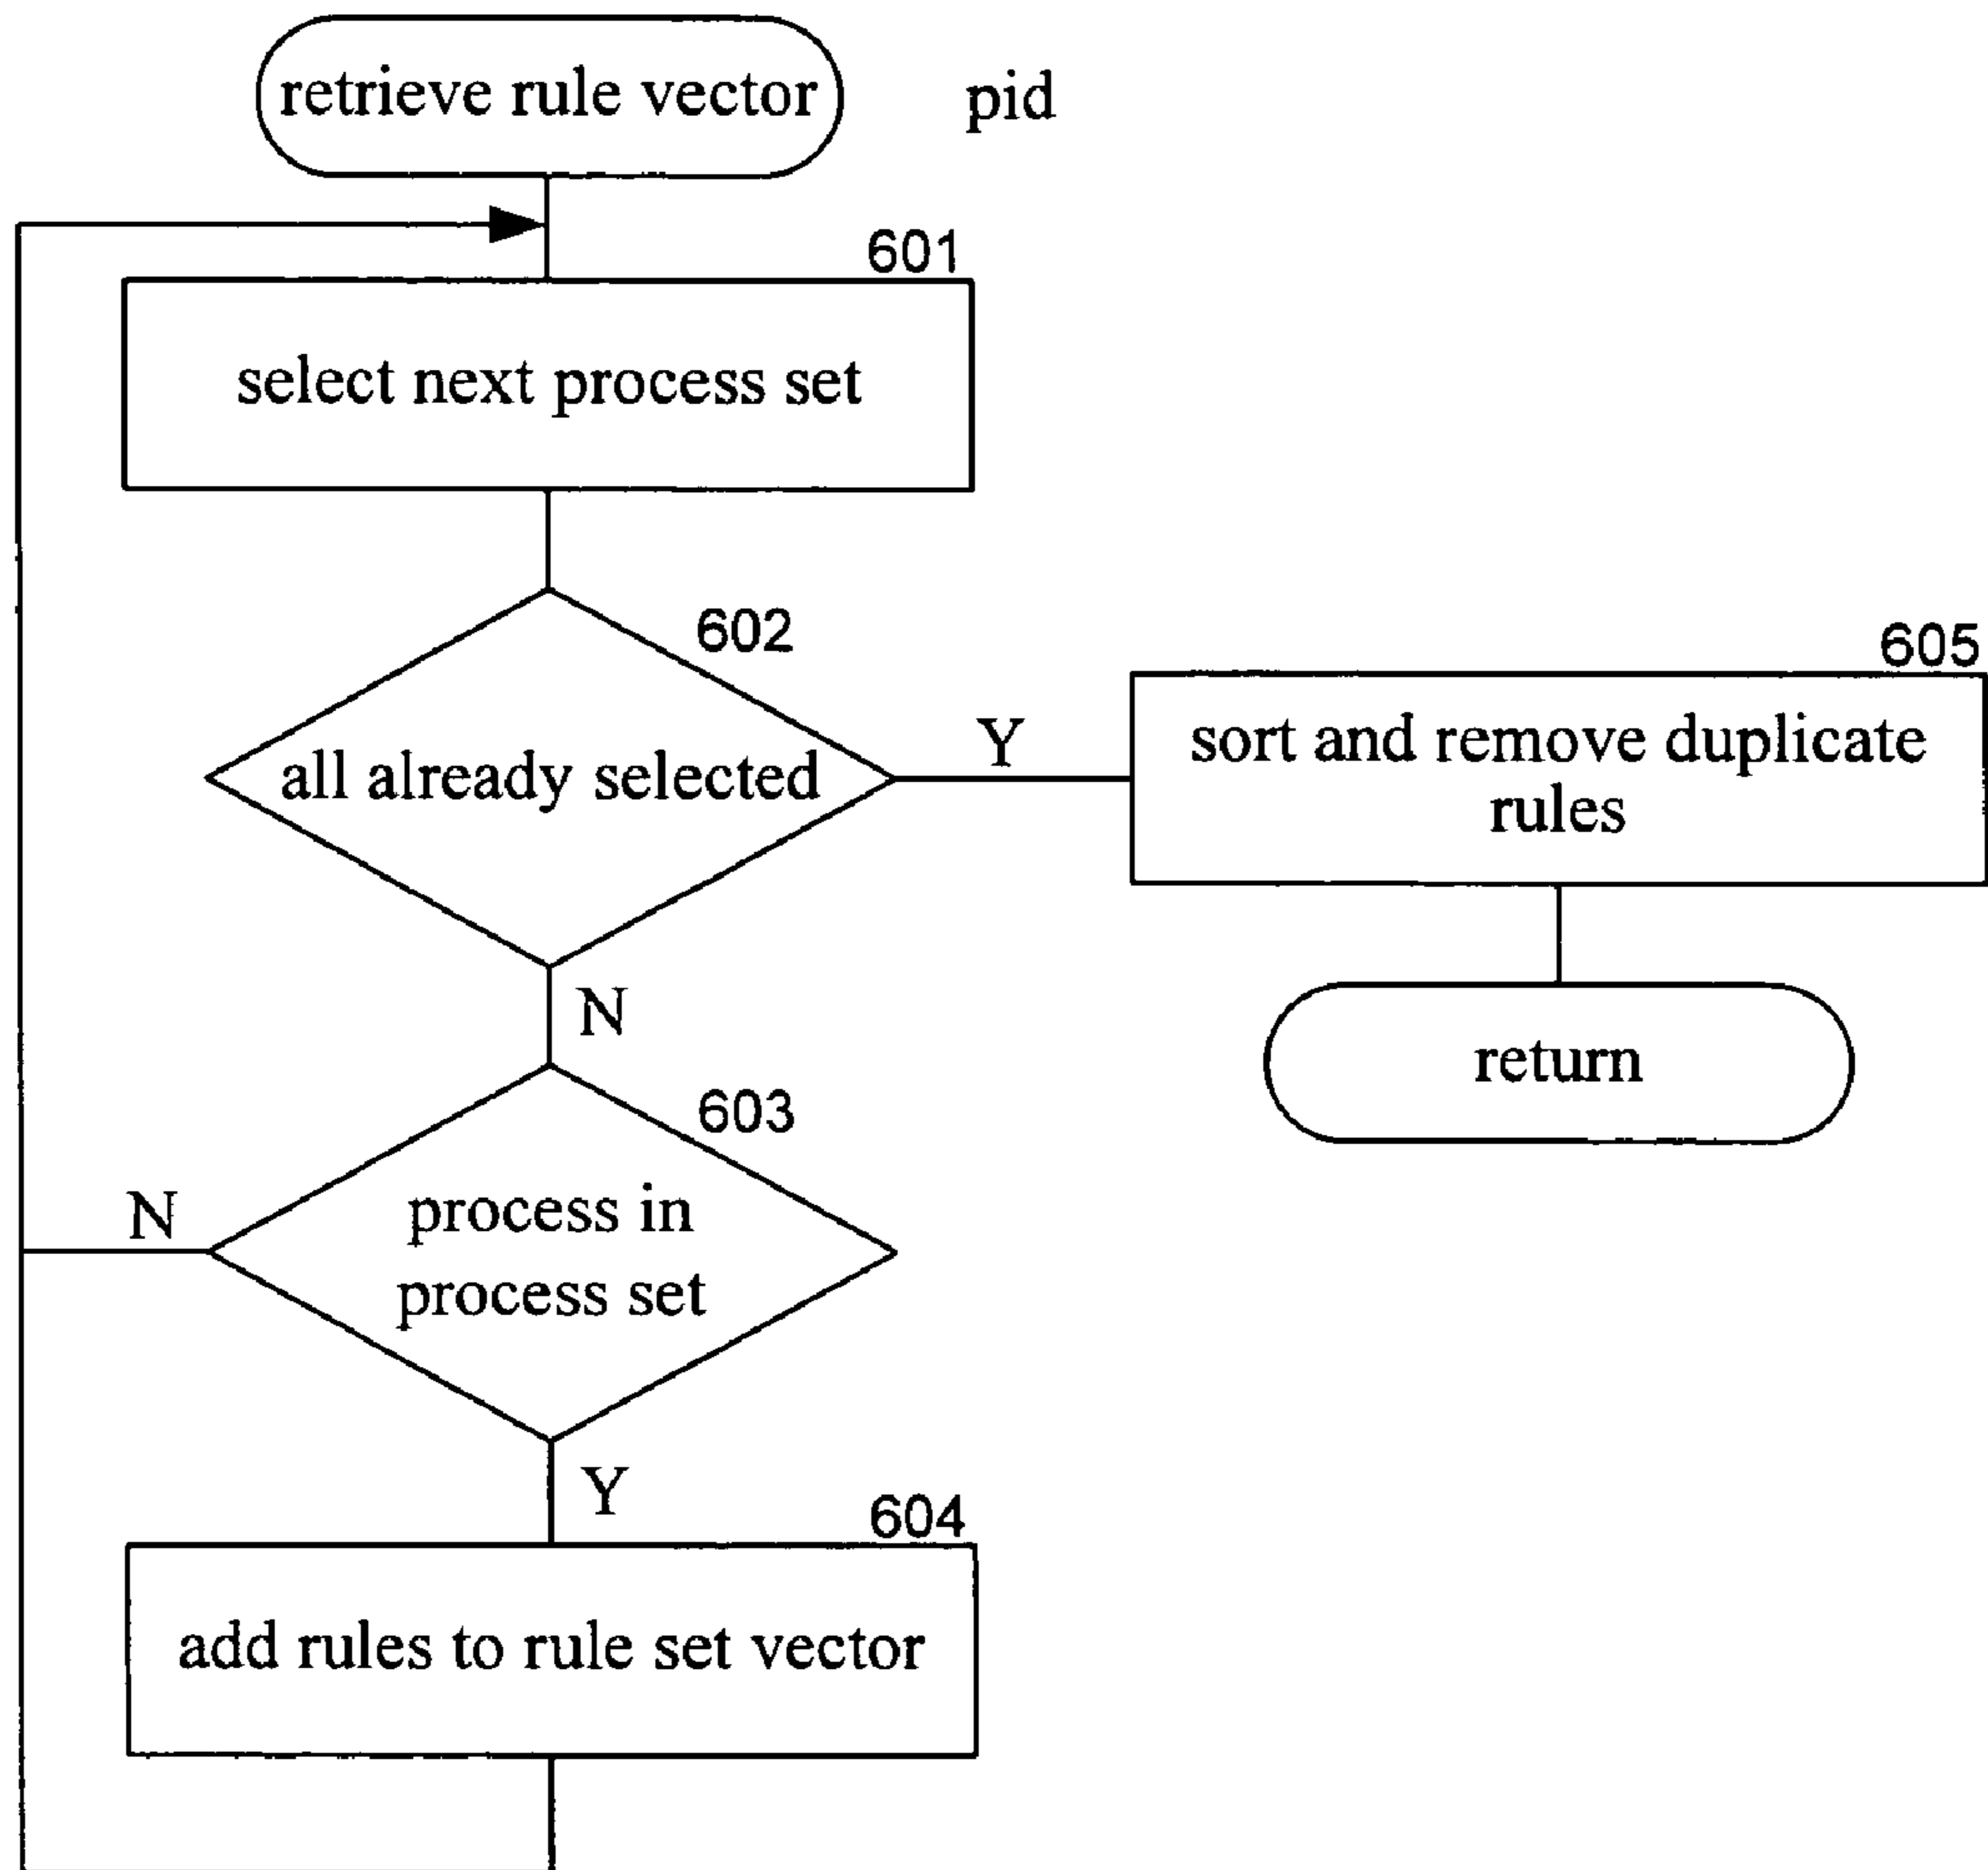 retrieve rule vector
pid
601
select next process set
602
all already selected
Y
605
sort and remove duplicate
rules
N
return
603
process in
process set
N
Y
604
add rules to rule set vector